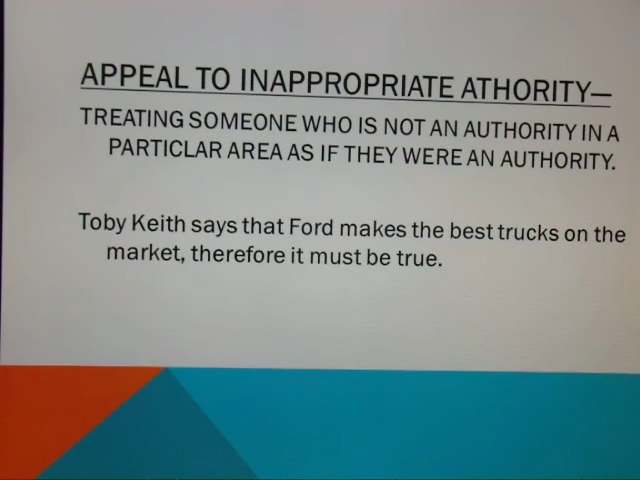 APPEAL TO INAPPROPRIATE ATHORITY—
TREATING SOMEONE WHO IS NOT AN AUTHORITY IN A
PARTICLAR AREA AS IF THEY WERE AN AUTHORITY.
Toby Keith says that Ford makes the best trucks on the
market, therefore it must be true.